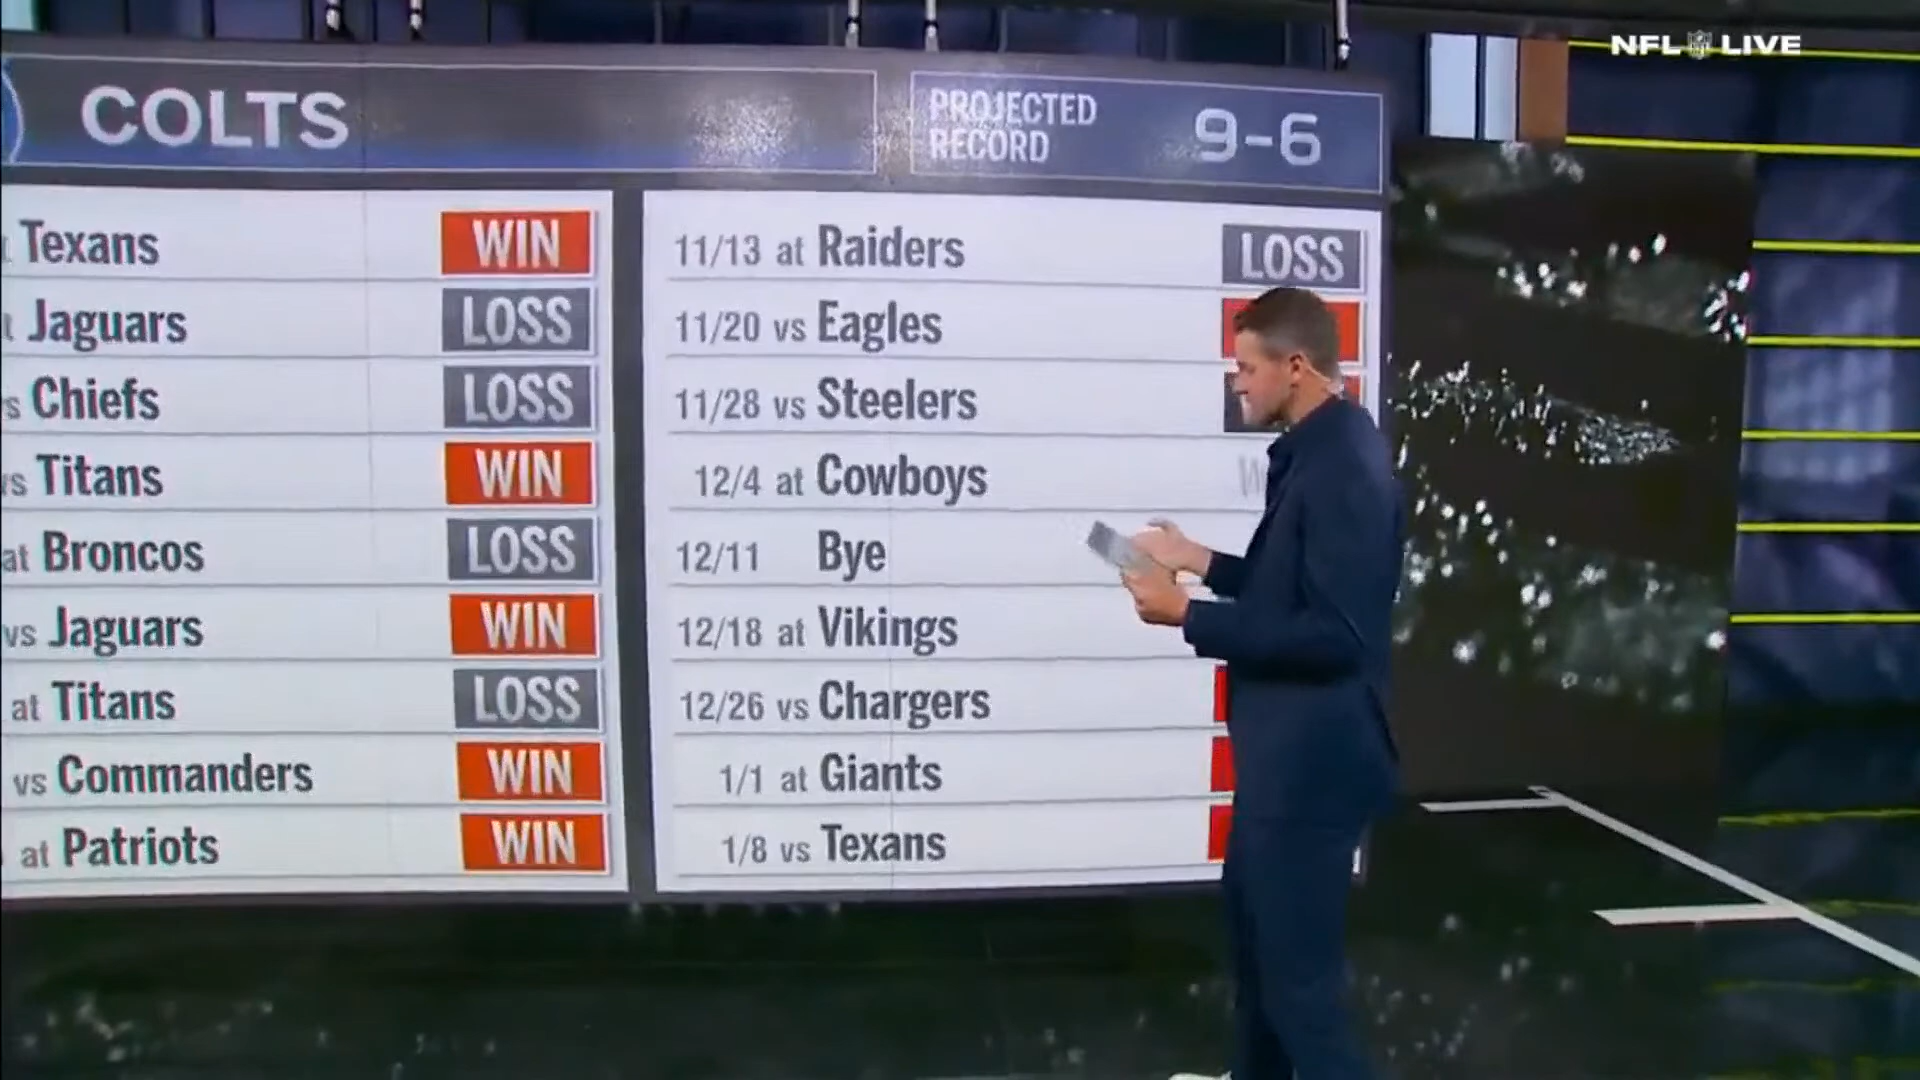 NFL LIVE
COLTS
PROJECTED
RECORD
9-6
Texans WIN
Jaguars LOSS
Chiefs LOSS
vs Titans WIN
at Broncos LOSS
vs Jaguars WIN
at Titans LOSS
vs Commanders WIN
at Patriots WIN
11/13 at Raiders LOSS
11/20 vs Eagles
11/28 vs Steelers
12/4 at Cowboys
12/11 Bye
12/18 at Vikings
12/26 vs Chargers
1/1 at Giants
1/8 vs Texans